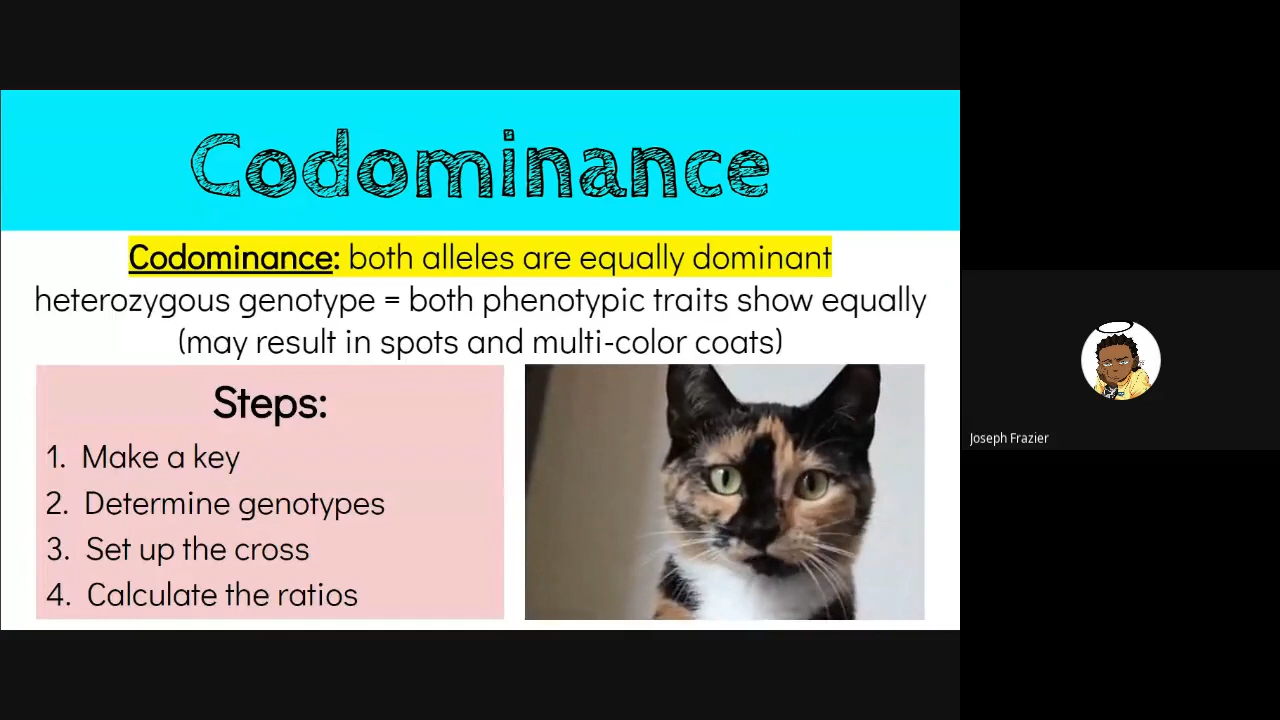 Codominance
Codominance: both alleles are equally dominant
heterozygous genotype = both phenotypic traits show equally
(may result in spots and multi-color coats)
Steps:
1. Make a key
2. Determine genotypes
3. Set up the cross
4. Calculate the ratios
Joseph Frazier